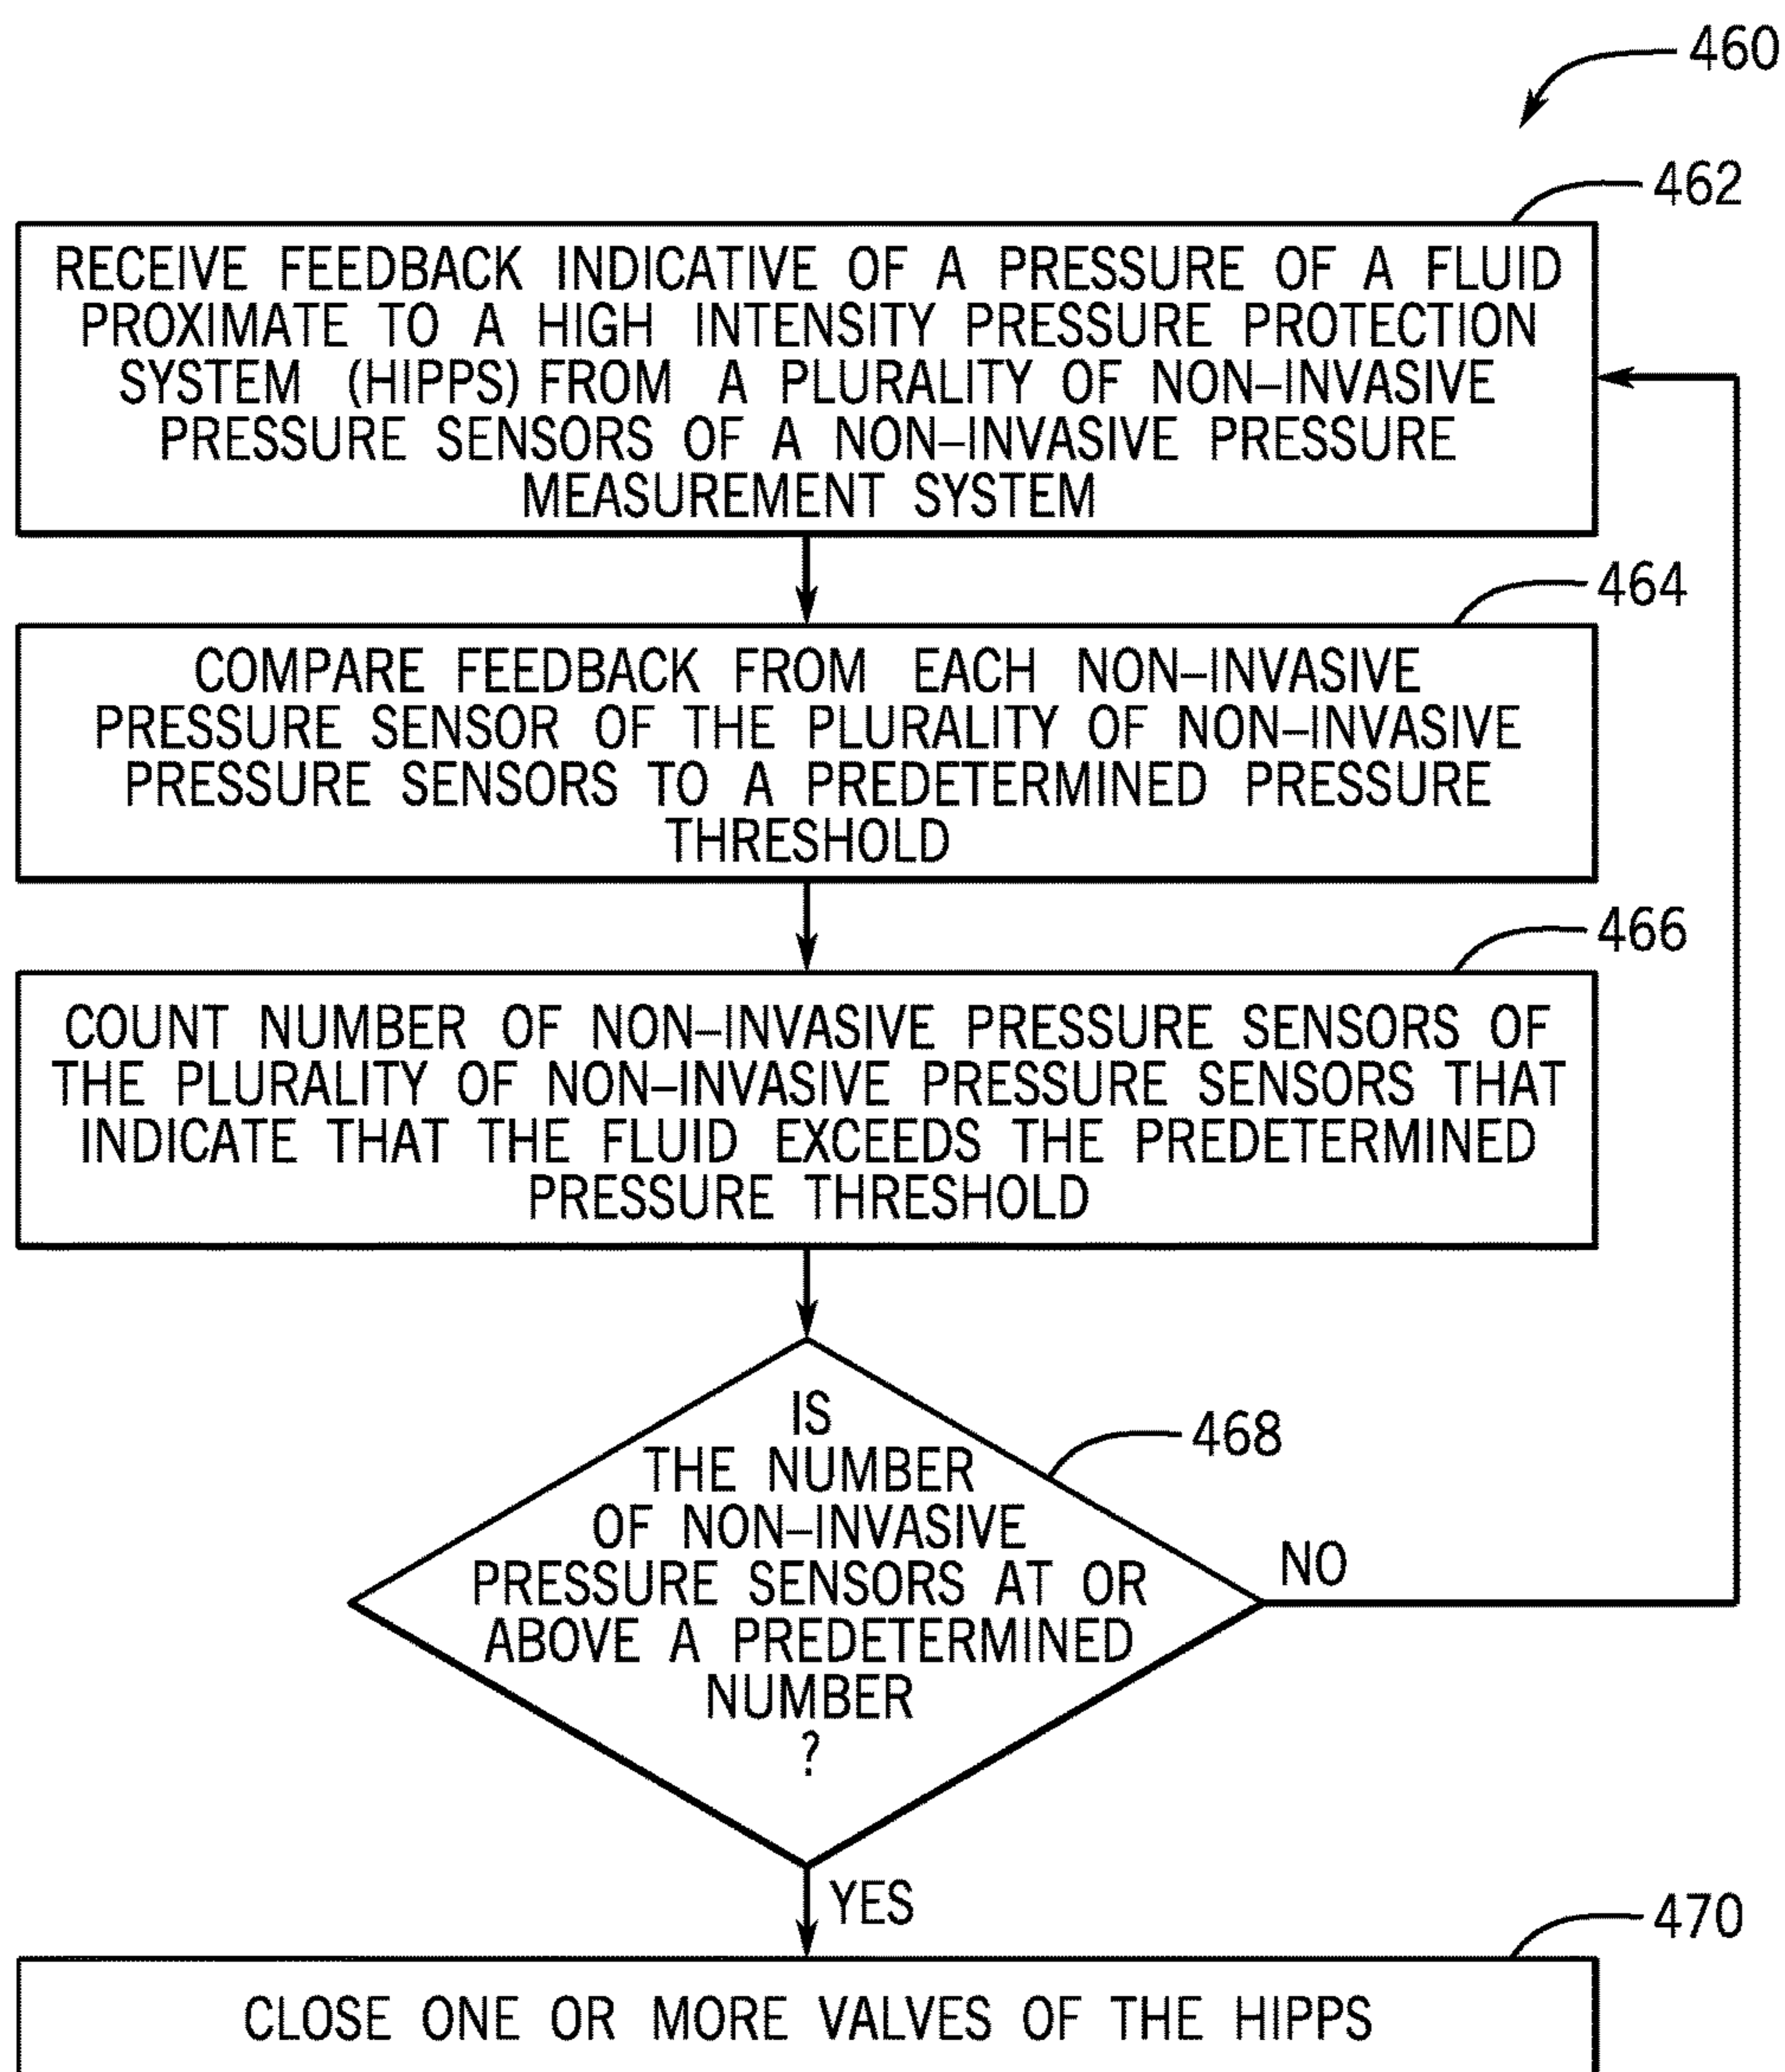 460
462
RECEIVE FEEDBACK INDICATIVE OF A PRESSURE OF A FLUID
PROXIMATE TO A HIGH INTENSITY PRESSURE PROTECTION
SYSTEM (HIPPS) FROM A PLURALITY OF NON–INVASIVE
PRESSURE SENSORS OF A NON–INVASIVE PRESSURE
MEASUREMENT SYSTEM
464
COMPARE FEEDBACK FROM EACH NON–INVASIVE
PRESSURE SENSOR OF THE PLURALITY OF NON–INVASIVE
PRESSURE SENSORS TO A PREDETERMINED PRESSURE
THRESHOLD
466
COUNT NUMBER OF NON–INVASIVE PRESSURE SENSORS OF
THE PLURALITY OF NON–INVASIVE PRESSURE SENSORS THAT
INDICATE THAT THE FLUID EXCEEDS THE PREDETERMINED
PRESSURE THRESHOLD
468
IS
THE NUMBER
OF NON–INVASIVE
PRESSURE SENSORS AT OR
ABOVE A PREDETERMINED
NUMBER
?
NO
YES
470
CLOSE ONE OR MORE VALVES OF THE HIPPS